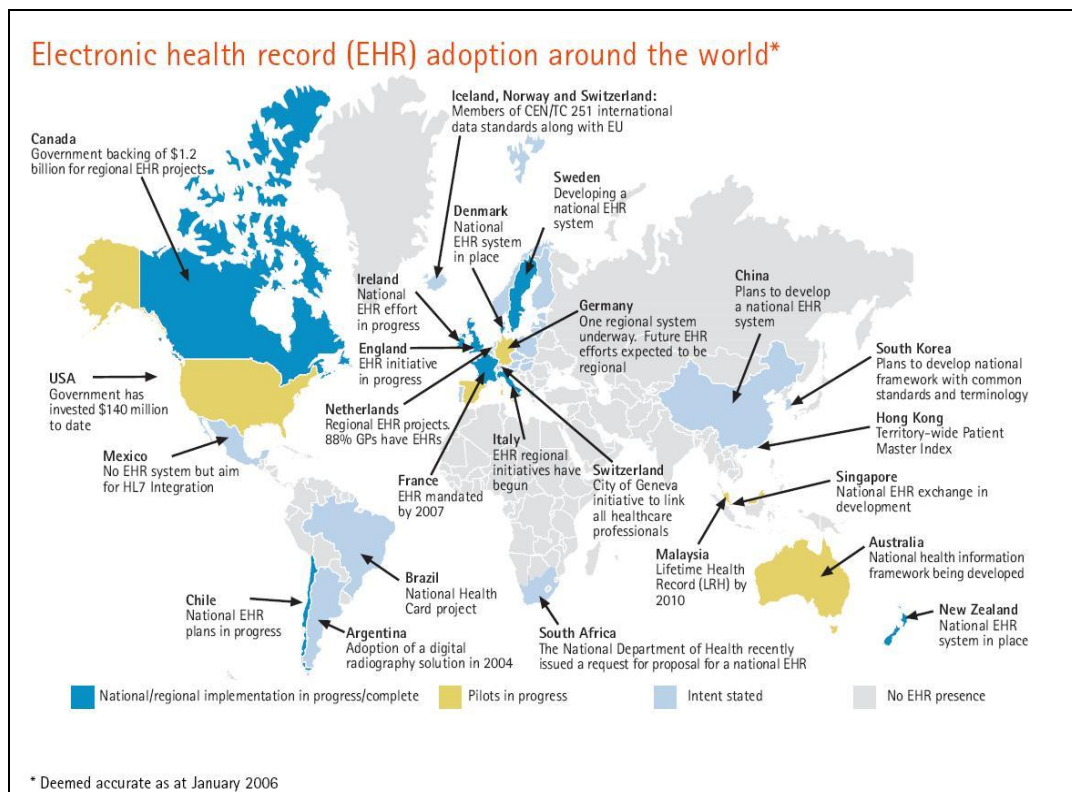 Electronic health record (EHR) adoption around the world*
Iceland, Norway and Switzerland:
Members of CEN/TC 251 international
data standards along with EU
Canada
Government backing of $1.2
billion for regional EHR projects
Sweden
Developing a
national EHR
system
Denmark
National
EHR system
in place
Ireland
National
EHR effort
in progress
England
EHR initiative
in progress
Germany
One regional system
underway. Future EHR
efforts expected to be
regional
China
Plans to develop
a national EHR
system
South Korea
Plans to develop national
framework with common
standards and terminology
USA
Government has
invested $140 million
to date
Netherlands
Regional EHR projects.
88% GPs have EHRs
Hong Kong
Territory-wide Patient
Master Index
Mexico
No EHR system but aim
for HL7 Integration
France
EHR mandated
by 2007
Italy
EHR regional
initiatives have
begun
Switzerland
City of Geneva
initiative to link
all healthcare
professionals
Singapore
National EHR exchange in
development
Malaysia
Lifetime Health
Record (LRH) by
2010
Australia
National health information
framework being developed
Brazil
National Health
Card project
Chile
National EHR
plans in progress
Argentina
Adoption of a digital
radiography solution in 2004
South Africa
The National Department of Health recently
issued a request for proposal for a national EHR
New Zealand
National EHR
system in place
National/regional implementation in progress/complete
Pilots in progress
Intent stated
No EHR presence
* Deemed accurate as at January 2006